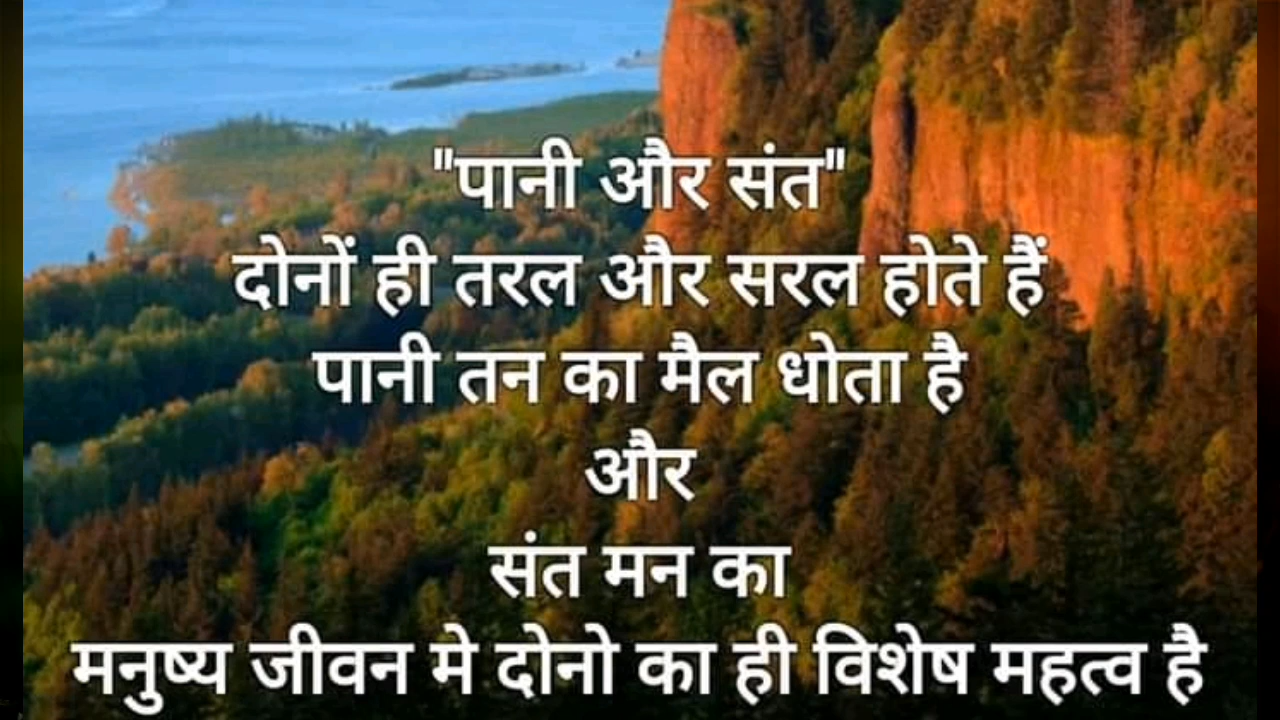 "पानी और संत"
दोनों ही तरल और सरल होते हैं
पानी तन का मैल धोता है
और
संत मन का
मनुष्य जीवन मे दोनो का ही विशेष महत्व है